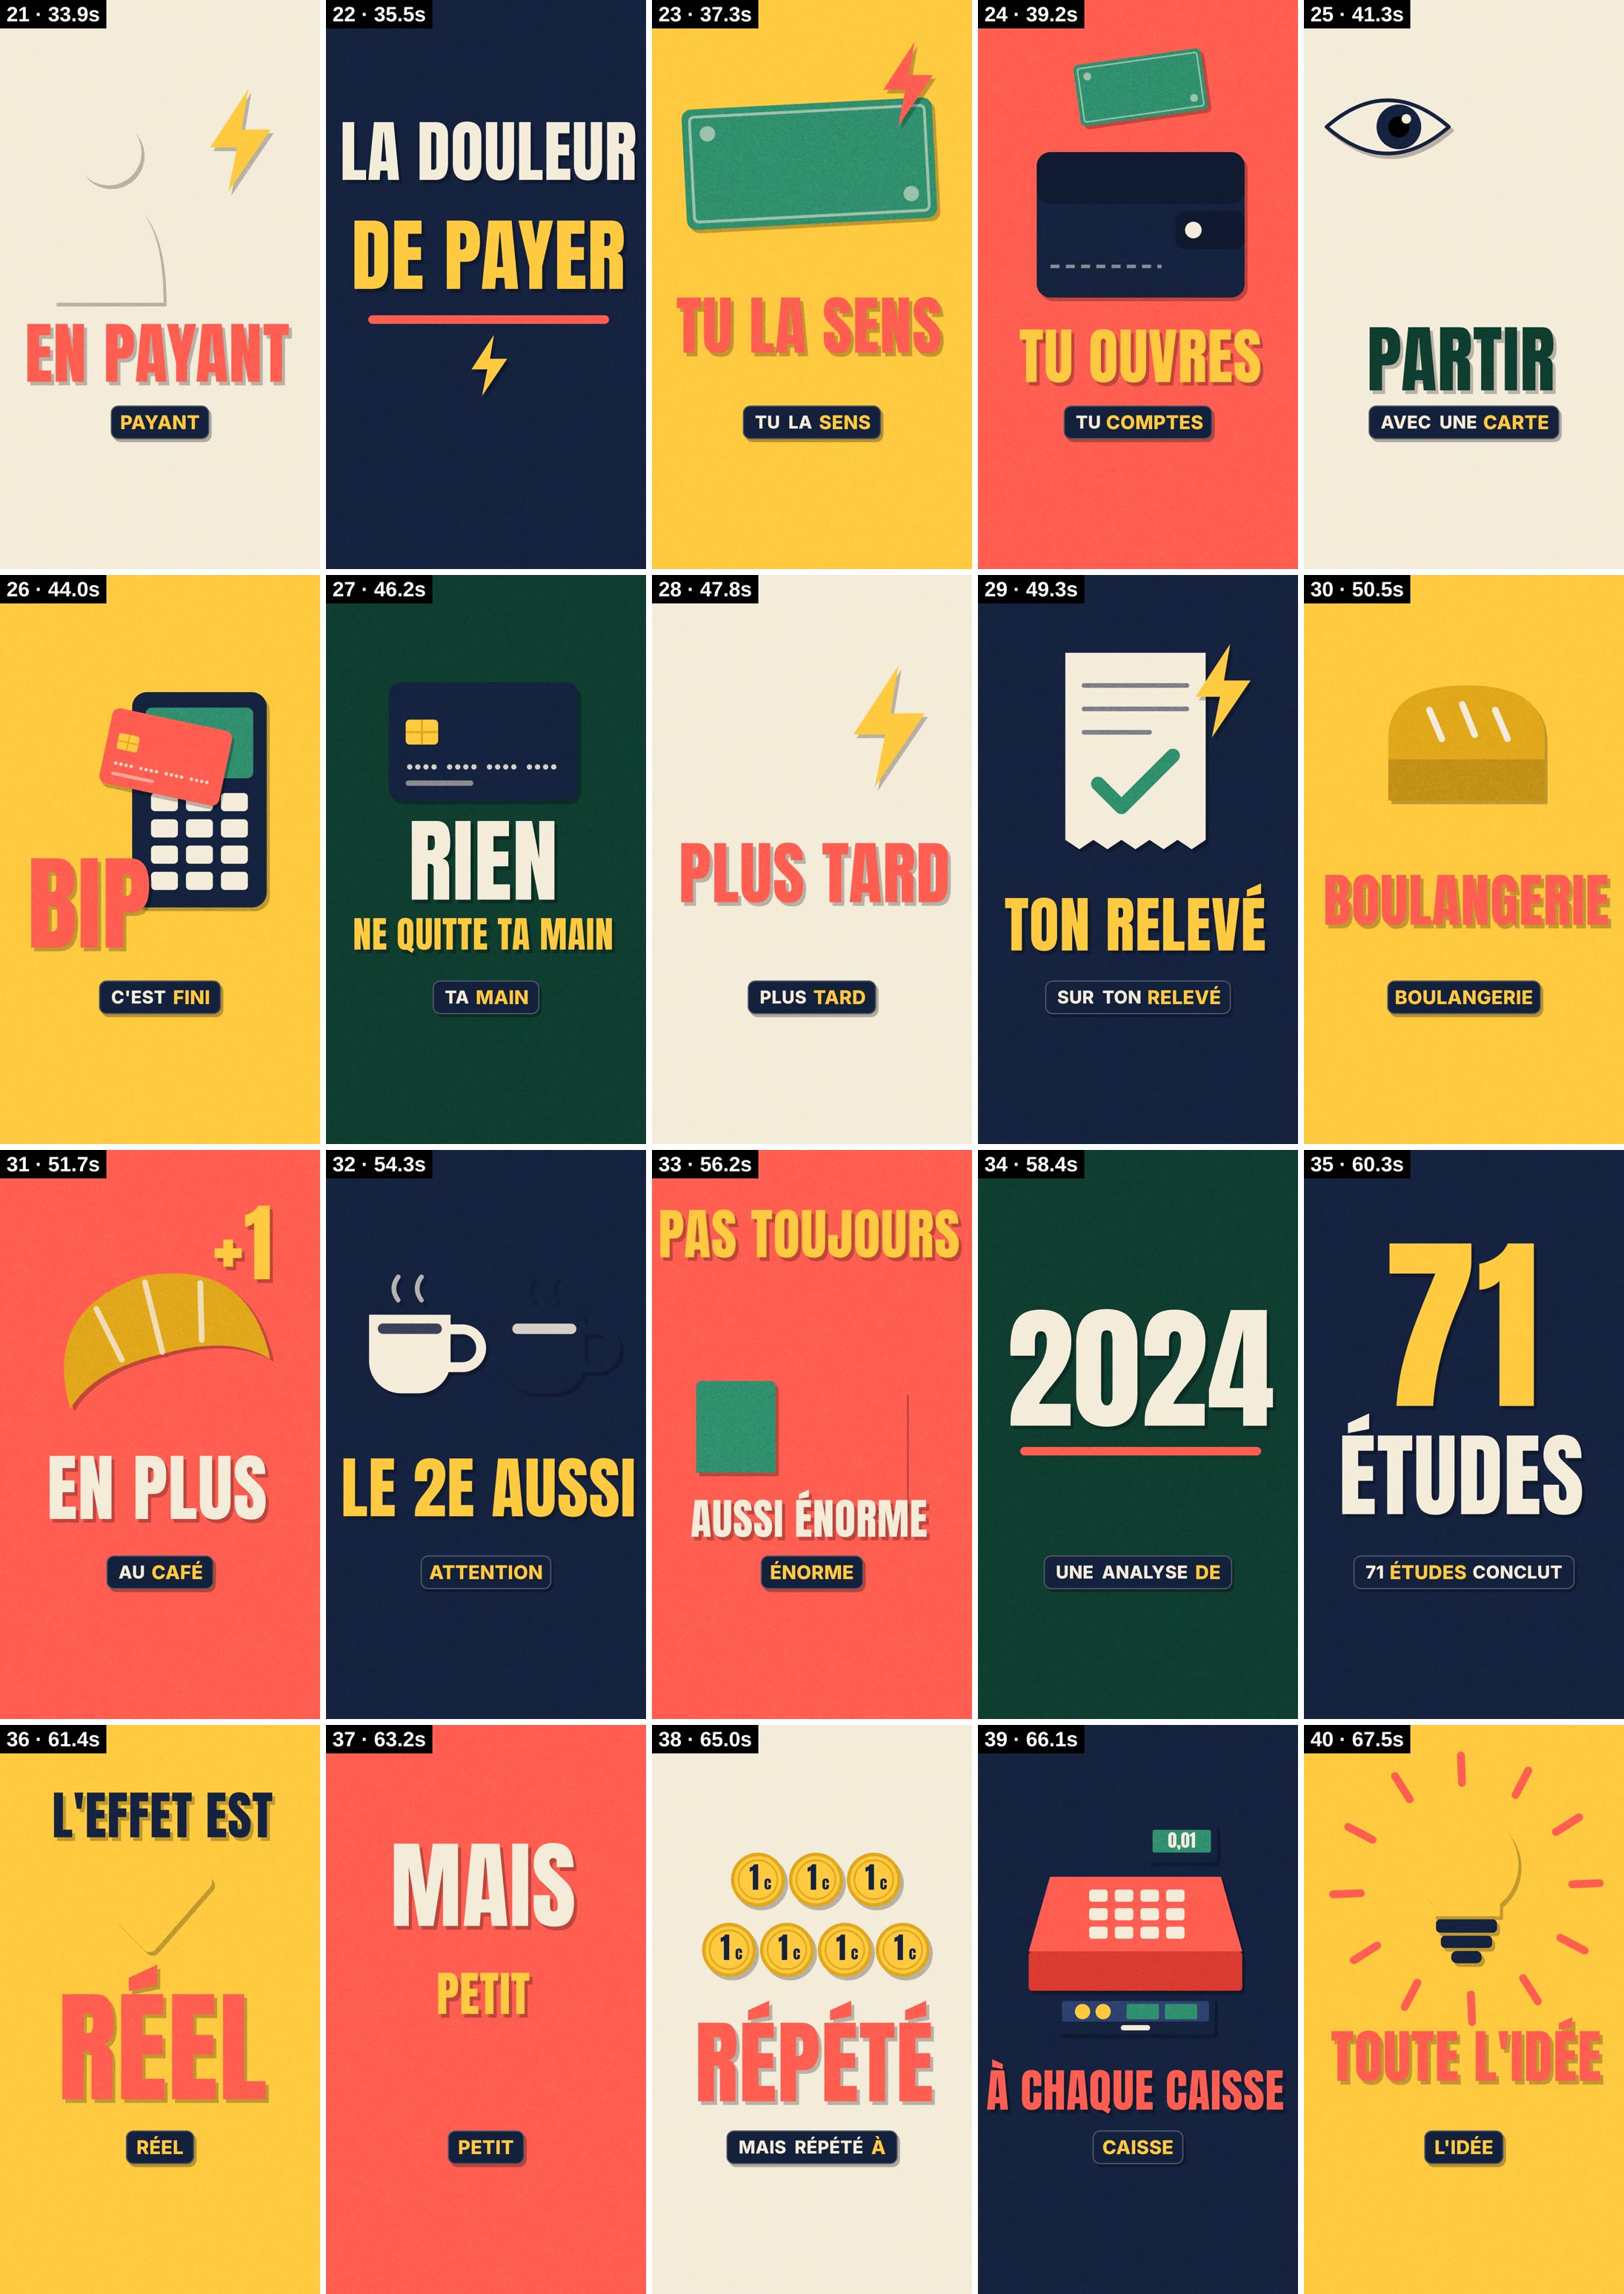 21 · 33.9s
EN PAYANT
PAYANT
22 · 35.5s
LA DOULEUR
DE PAYER
23 · 37.3s
TU LA SENS
TU LA SENS
24 · 39.2s
TU OUVRES
TU COMPTES
25 · 41.3s
PARTIR
AVEC UNE CARTE
26 · 44.0s
BIP
C'EST FINI
27 · 46.2s
RIEN
NE QUITTE TA MAIN
TA MAIN
28 · 47.8s
PLUS TARD
PLUS TARD
29 · 49.3s
TON RELEVÉ
SUR TON RELEVÉ
30 · 50.5s
BOULANGERIE
BOULANGERIE
31 · 51.7s
+1
EN PLUS
AU CAFÉ
32 · 54.3s
LE 2E AUSSI
ATTENTION
33 · 56.2s
PAS TOUJOURS
AUSSI ÉNORME
ÉNORME
34 · 58.4s
2024
UNE ANALYSE DE
35 · 60.3s
71
ÉTUDES
71 ÉTUDES CONCLUT
36 · 61.4s
L'EFFET EST
RÉEL
RÉEL
37 · 63.2s
MAIS
PETIT
PETIT
38 · 65.0s
1c 1c 1c
1c 1c 1c 1c
RÉPÉTÉ
MAIS RÉPÉTÉ À
39 · 66.1s
0,01
À CHAQUE CAISSE
CAISSE
40 · 67.5s
TOUTE L'IDÉE
L'IDÉE